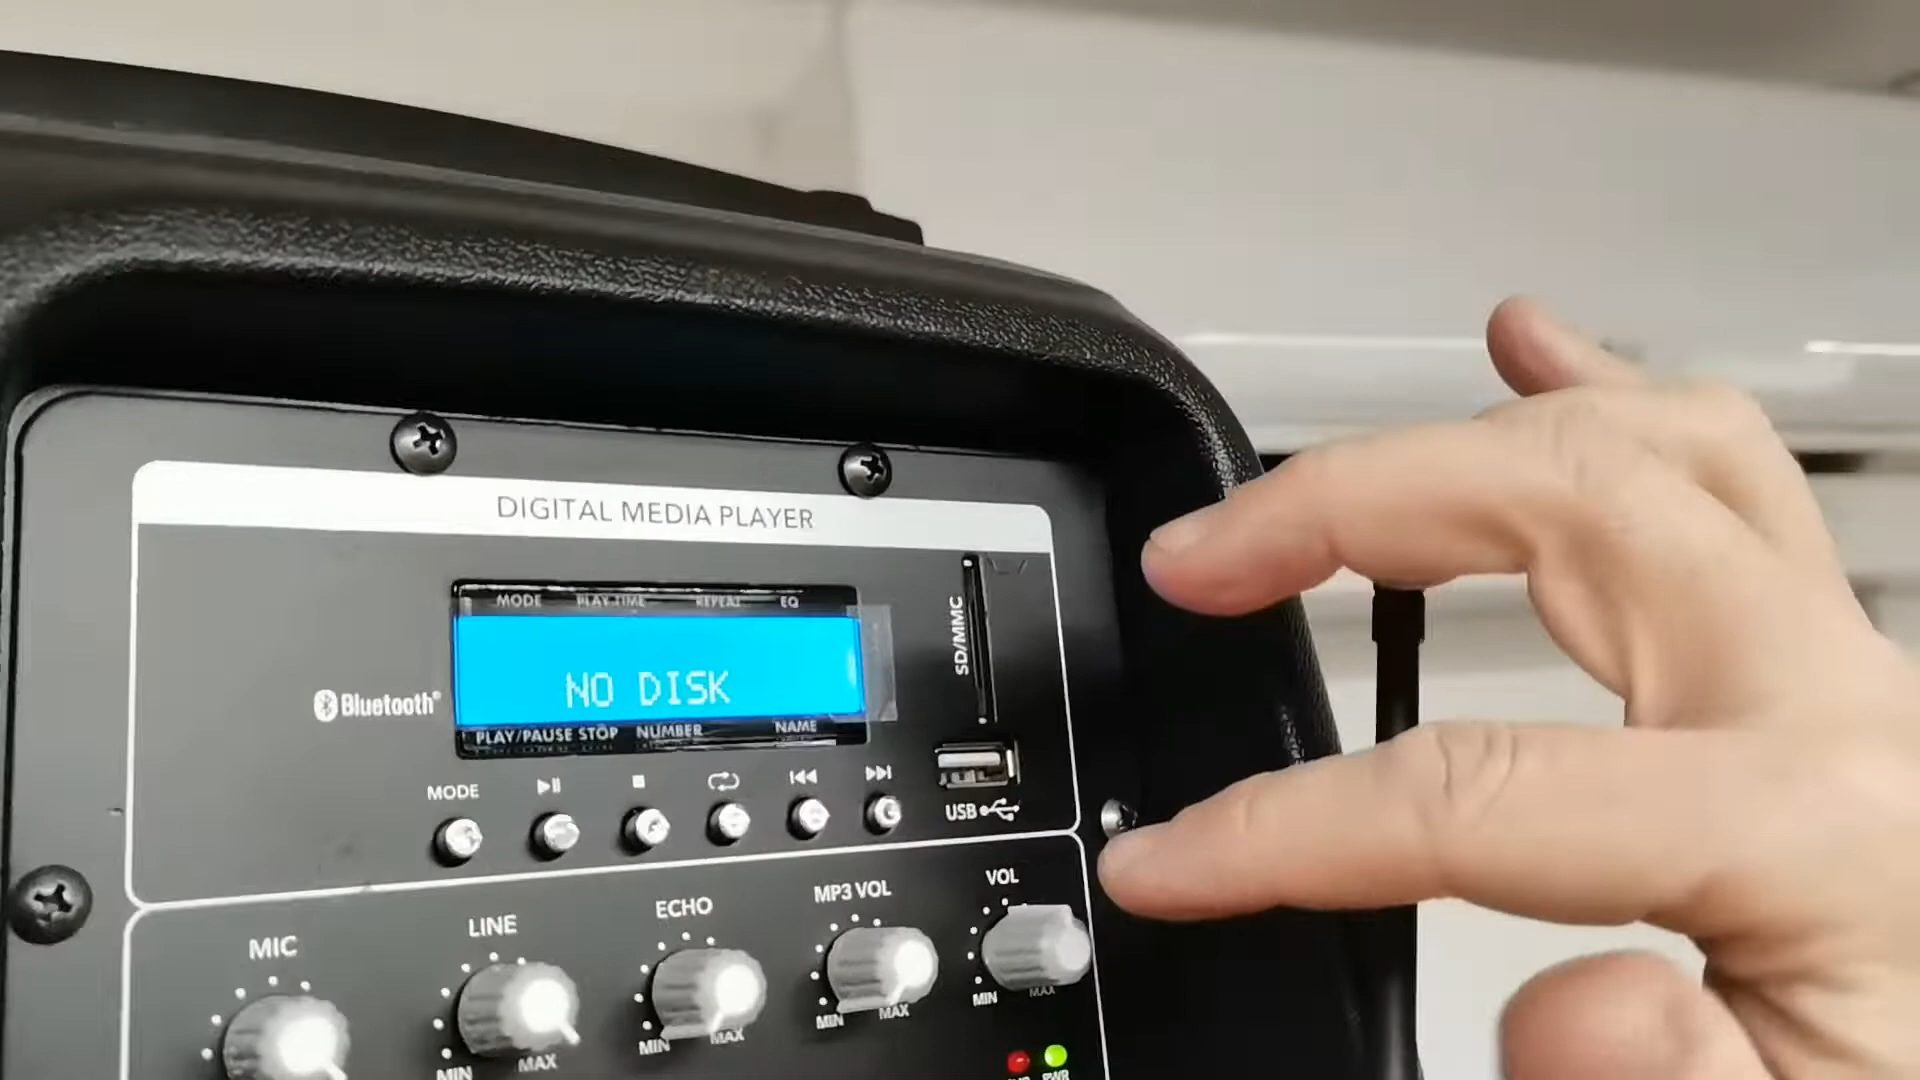 DIGITAL MEDIA PLAYER
MODE PLAY TIME REPEAT EQ
NO DISK
PLAY/PAUSE STOP NUMBER NAME
Bluetooth®
SD/MMC
USB
MODE
MIC
LINE
ECHO
MP3 VOL
VOL
MIN MAX
MIN MAX
MIN MAX
MIN MAX
PWR